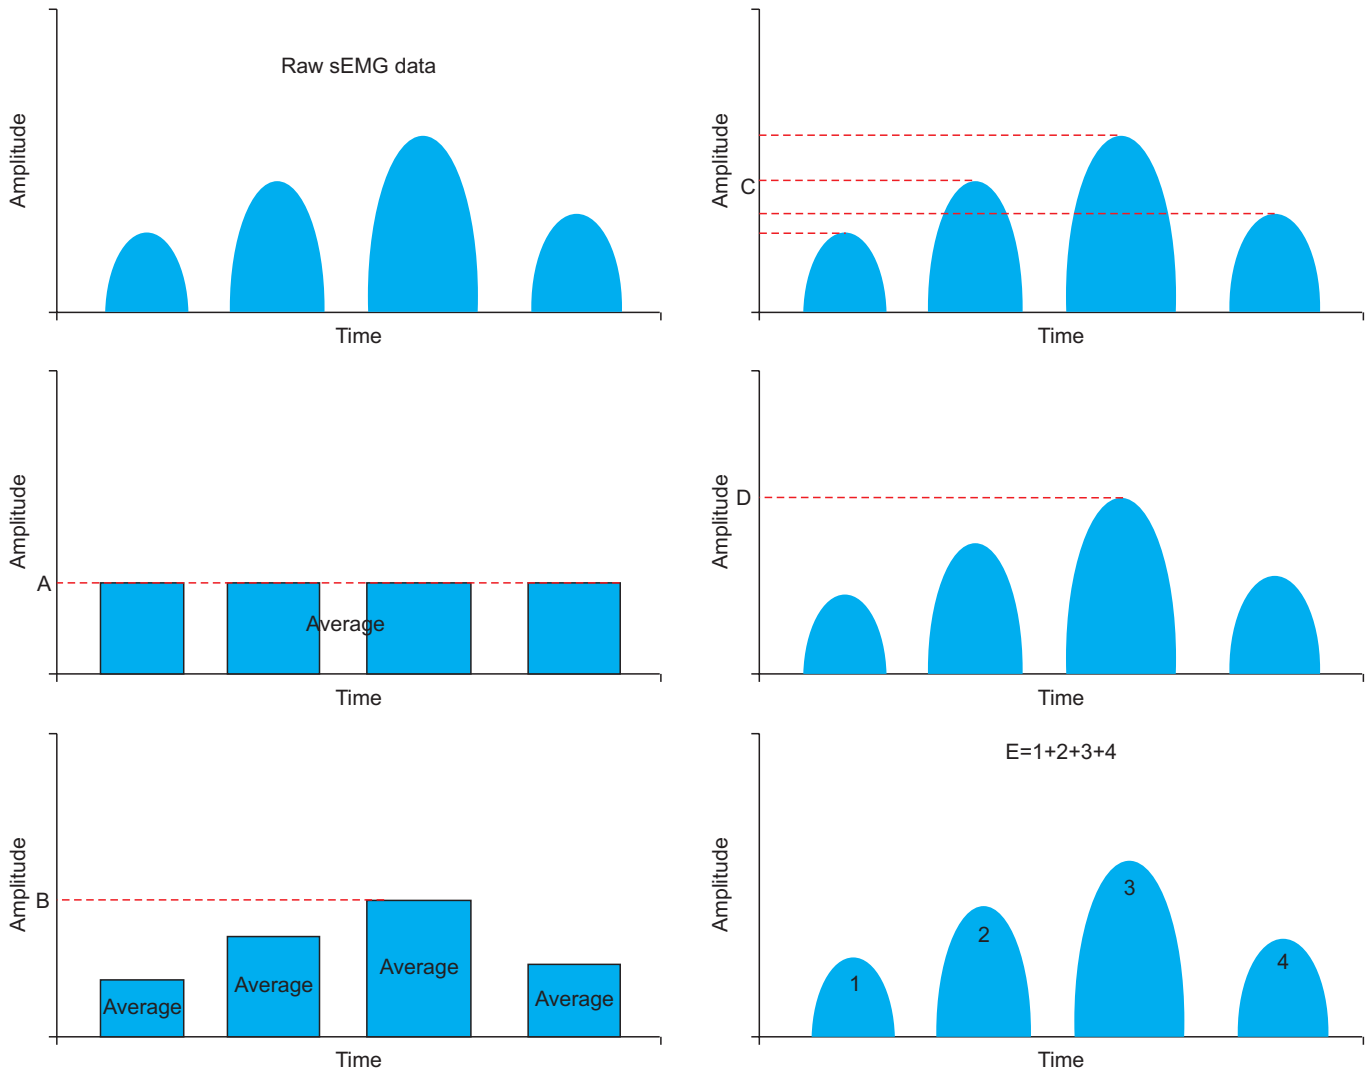 Raw sEMG data
Amplitude
Time
Amplitude
C
Time
Amplitude
A
Average
Time
Amplitude
D
Time
Amplitude
B
Average
Average
Average
Average
Time
E=1+2+3+4
Amplitude
1
2
3
4
Time